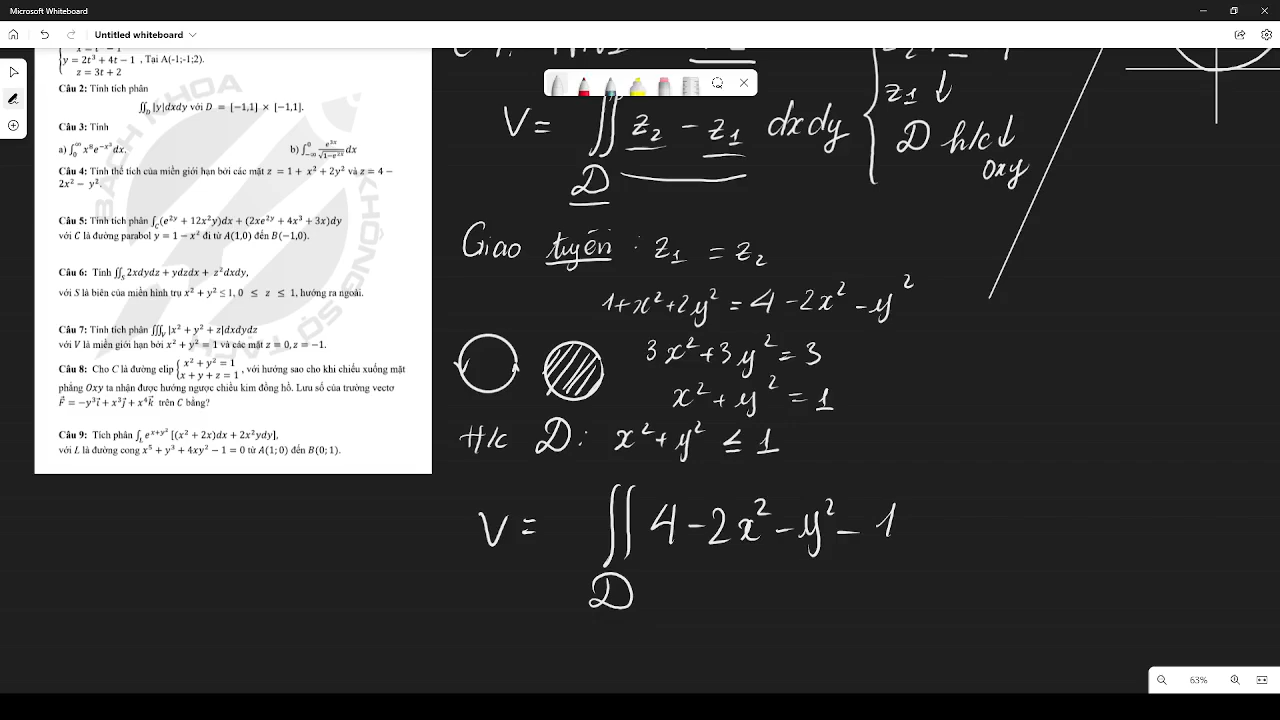 Microsoft Whiteboard
Untitled whiteboard
y = 2t³ + 4t − 1 , Tại A(-1;-1;2).
z = 3t + 2
Câu 2: Tính tích phân
∬_D |y|dxdy với D = [−1,1] × [−1,1].
Câu 3: Tính
a) ∫_0^∞ x⁸e^{−x³}dx. b) ∫_{−∞}^0 e^{3x}/√(1−e^{2x}) dx
Câu 4: Tính thể tích của miền giới hạn bởi các mặt z = 1 + x² + 2y² và z = 4 −
2x² − y².
Câu 5: Tính tích phân ∫_C(e^{2y} + 12x²y)dx + (2xe^{2y} + 4x³ + 3x)dy
với C là đường parabol y = 1 − x² đi từ A(1,0) đến B(−1,0).
Câu 6: Tính ∬_S 2xdydz + ydzdx + z²dxdy,
với S là biên của miền hình trụ x² + y² ≤ 1, 0 ≤ z ≤ 1, hướng ra ngoài.
Câu 7: Tính tích phân ∭_V |x² + y² + z|dxdydz
với V là miền giới hạn bởi x² + y² = 1 và các mặt z = 0, z = −1.
Câu 8: Cho C là đường elip { x² + y² = 1
x + y + z = 1 , với hướng sao cho khi chiếu xuống mặt
phẳng Oxy ta nhận được hướng ngược chiều kim đồng hồ. Lưu số của trường vectơ
F⃗ = −y³i⃗ + x³j⃗ + x⁴k⃗ trên C bằng?
Câu 9: Tích phân ∫_L e^{x+y²} [(x² + 2x)dx + 2x²ydy],
với L là đường cong x⁵ + y³ + 4xy² − 1 = 0 từ A(1; 0) đến B(0; 1).
BÁCH KHOA
KHÔNG SỢ TẠCH
V = ∬_D z₂ − z₁ dxdy
z₁ ↓
D h/c↓
Oxy
Giao tuyến : z₁ = z₂
1+x²+2y² = 4 −2x² −y²
3x²+3y² = 3
x²+ y² = 1
H/c D: x²+y² ≤ 1
V = ∬_D 4 −2x² −y² − 1
63%